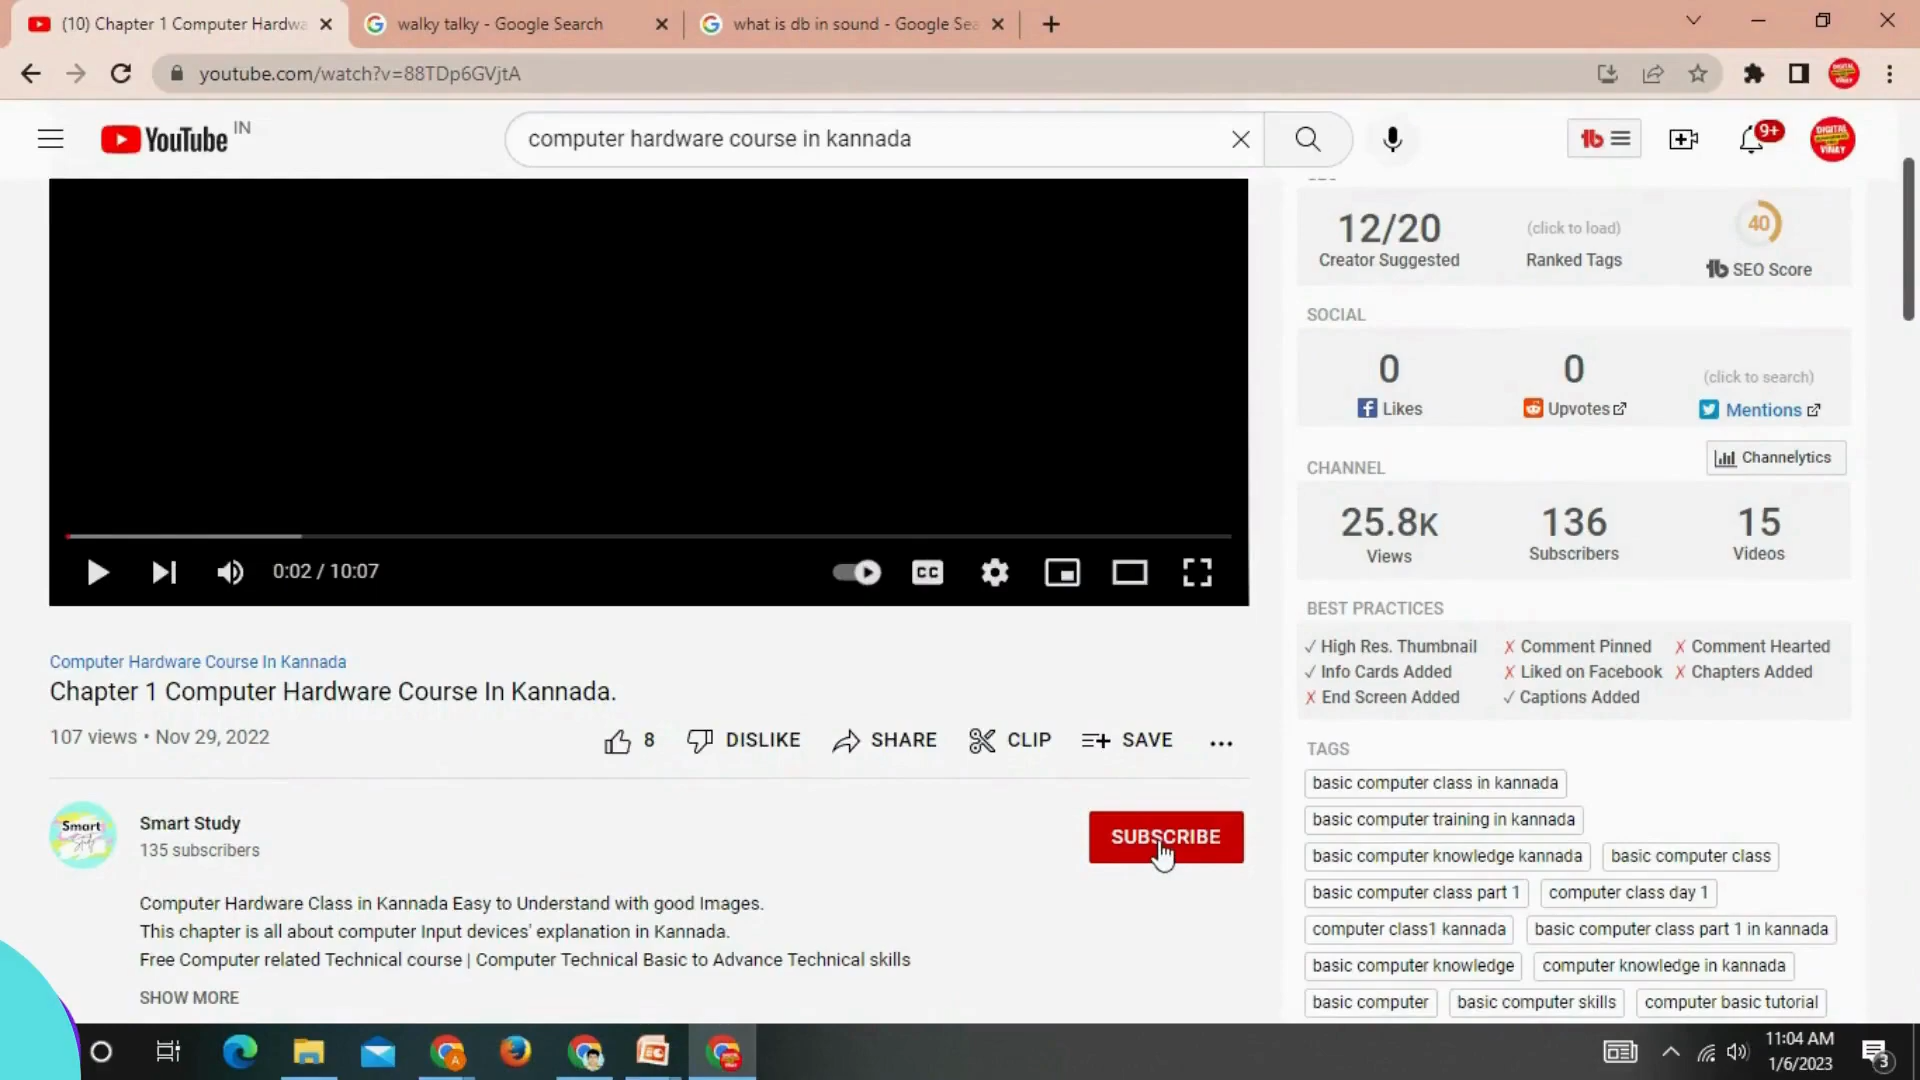 (10) Chapter 1 Computer Hardwa
walky talky - Google Search
what is db in sound - Google Sea
youtube.com/watch?v=88TDp6GVjtA
YouTube IN
computer hardware course in kannada
9+
DIGITAL VINAY
12/20
Creator Suggested
(click to load)
Ranked Tags
40
SEO Score
SOCIAL
0
Likes
0
Upvotes
(click to search)
Mentions
CHANNEL
Channelytics
25.8K
Views
136
Subscribers
15
Videos
BEST PRACTICES
✓ High Res. Thumbnail
✗ Comment Pinned
✗ Comment Hearted
✓ Info Cards Added
✗ Liked on Facebook
✗ Chapters Added
✗ End Screen Added
✓ Captions Added
TAGS
basic computer class in kannada
basic computer training in kannada
basic computer knowledge kannada
basic computer class
basic computer class part 1
computer class day 1
computer class1 kannada
basic computer class part 1 in kannada
basic computer knowledge
computer knowledge in kannada
basic computer
basic computer skills
computer basic tutorial
0:02 / 10:07
CC
Computer Hardware Course In Kannada
Chapter 1 Computer Hardware Course In Kannada.
107 views • Nov 29, 2022
8
DISLIKE
SHARE
CLIP
SAVE
Smart Study
Smart Study
135 subscribers
SUBSCRIBE
Computer Hardware Class in Kannada Easy to Understand with good Images.
This chapter is all about computer Input devices' explanation in Kannada.
Free Computer related Technical course | Computer Technical Basic to Advance Technical skills
SHOW MORE
11:04 AM
1/6/2023
3